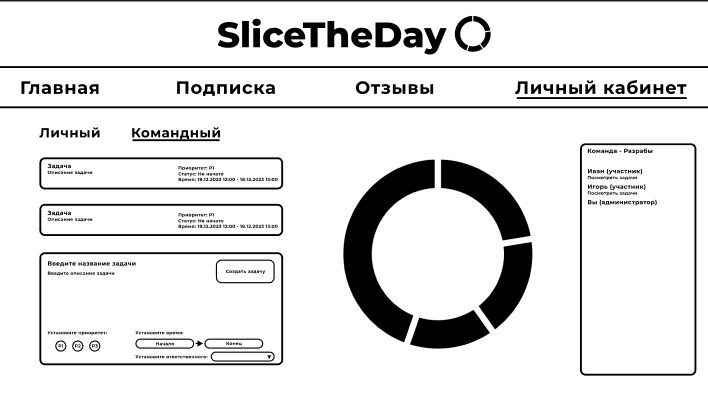 SliceTheDay
Главная
Подписка
Отзывы
Личный кабинет
Личный
Командный
Задача
Описание задачи
Приоритет: P1
Статус: Не начато
Время: 18.12.2023 12:00 - 18.12.2023 13:00
Задача
Описание задачи
Приоритет: P1
Статус: Не начато
Время: 18.12.2023 12:00 - 18.12.2023 13:00
Введите название задачи
Введите описание задачи
Создать задачу
Установите приоритет:
P1
P2
P3
Установите время:
Начало
Конец
Установите ответственного:
Команда - Разрабы
Иван (участник)
Посмотреть задачи
Игорь (участник)
Посмотреть задачи
Вы (администратор)